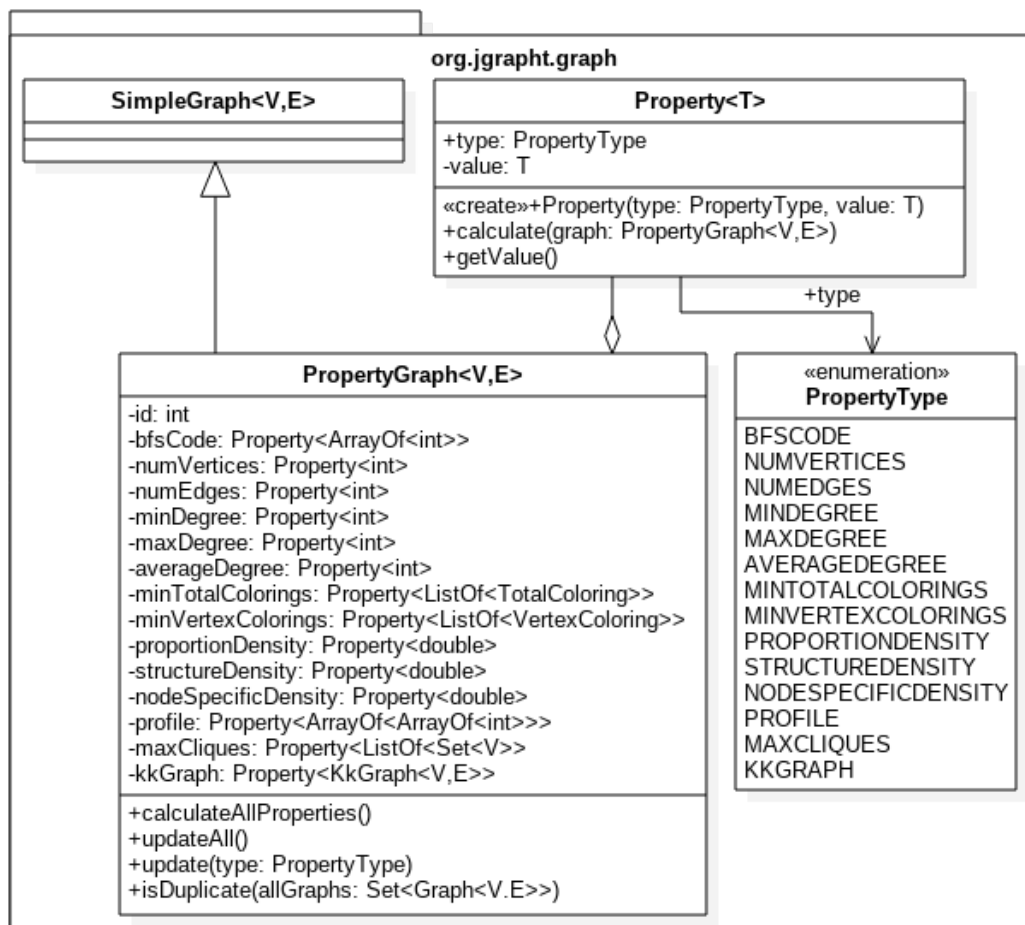 org.jgrapht.graph
SimpleGraph<V,E>
Property<T>
+type: PropertyType
-value: T
«create»+Property(type: PropertyType, value: T)
+calculate(graph: PropertyGraph<V,E>)
+getValue()
+type
PropertyGraph<V,E>
-id: int
-bfsCode: Property<ArrayOf<int>>
-numVertices: Property<int>
-numEdges: Property<int>
-minDegree: Property<int>
-maxDegree: Property<int>
-averageDegree: Property<int>
-minTotalColorings: Property<ListOf<TotalColoring>>
-minVertexColorings: Property<ListOf<VertexColoring>>
-proportionDensity: Property<double>
-structureDensity: Property<double>
-nodeSpecificDensity: Property<double>
-profile: Property<ArrayOf<ArrayOf<int>>>
-maxCliques: Property<ListOf<Set<V>>
-kkGraph: Property<KkGraph<V,E>>
+calculateAllProperties()
+updateAll()
+update(type: PropertyType)
+isDuplicate(allGraphs: Set<Graph<V.E>>)
«enumeration»
PropertyType
BFSCODE
NUMVERTICES
NUMEDGES
MINDEGREE
MAXDEGREE
AVERAGEDEGREE
MINTOTALCOLORINGS
MINVERTEXCOLORINGS
PROPORTIONDENSITY
STRUCTUREDENSITY
NODESPECIFICDENSITY
PROFILE
MAXCLIQUES
KKGRAPH